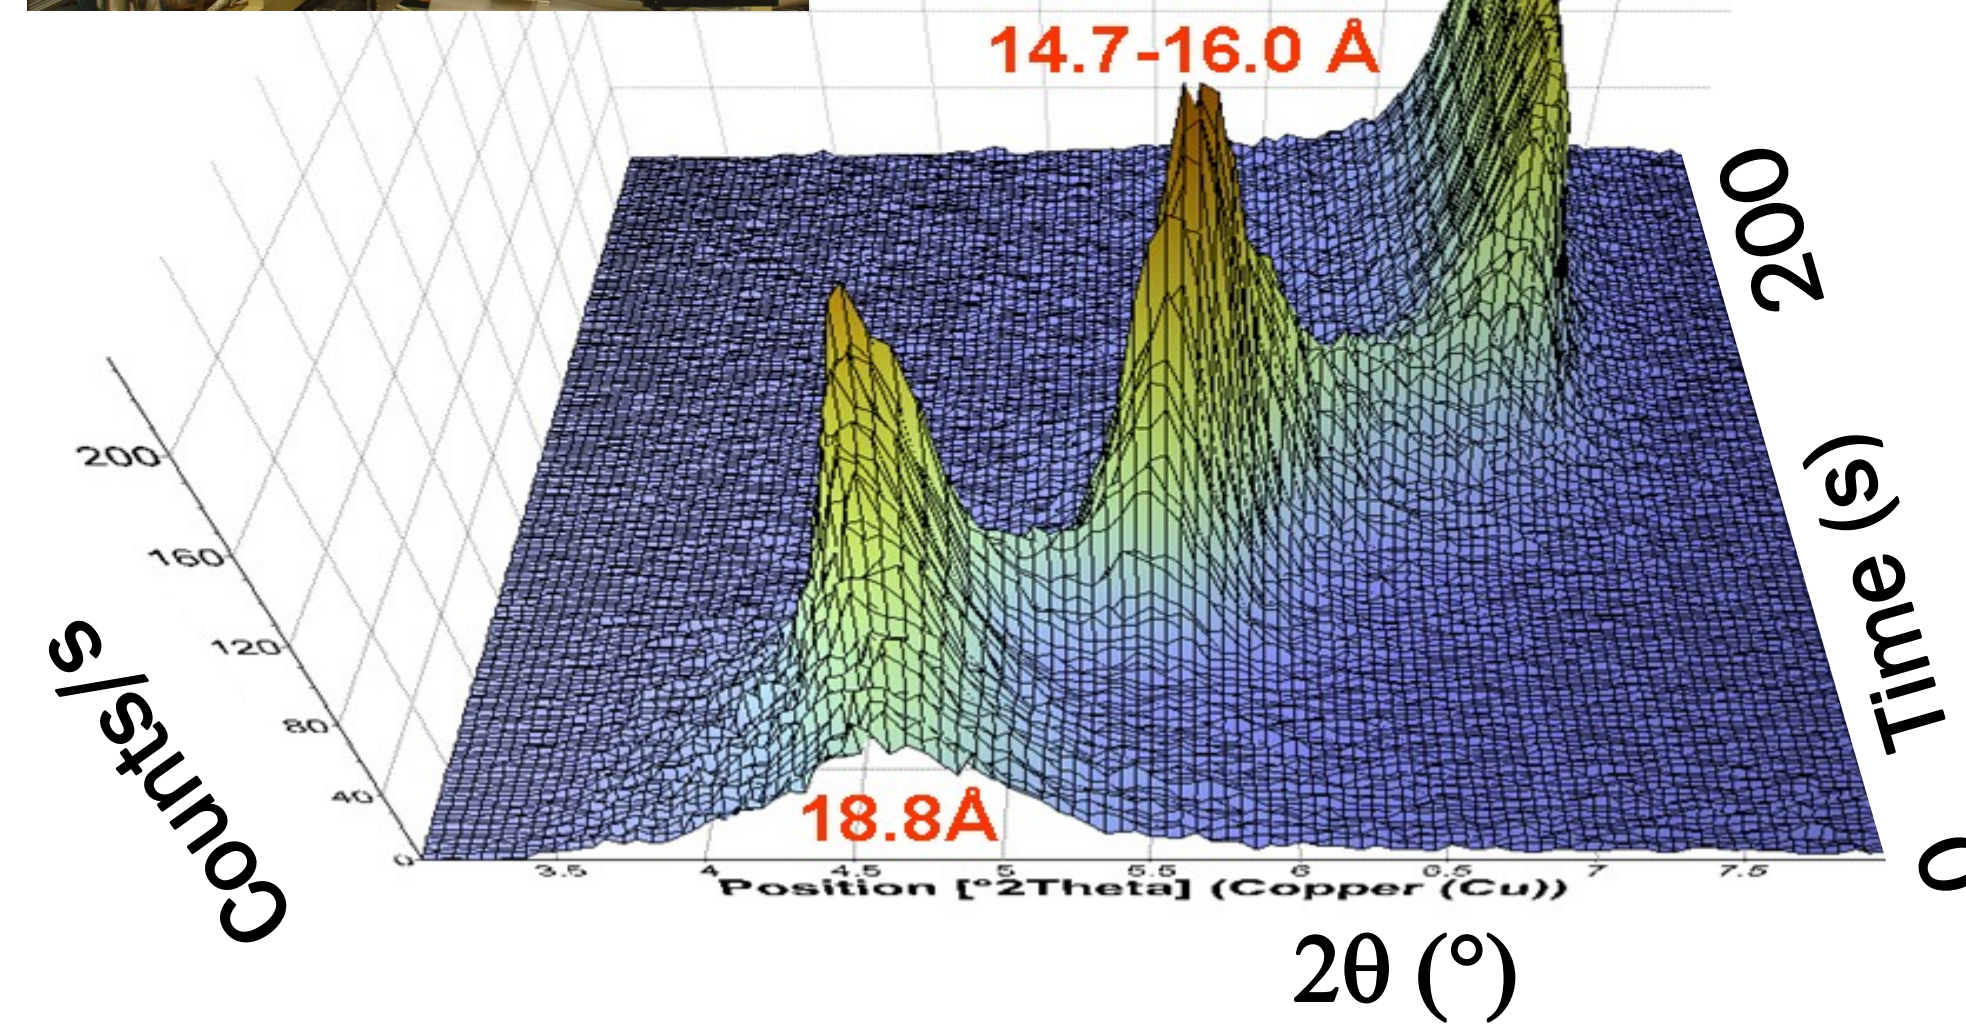 14.7-16.0 Å
200
Time (s)
0
200
160
120
80
40
0
Counts/s
18.8Å
3.5 4 4.5 5 5.5 6 6.5 7 7.5
Position [°2Theta] (Copper (Cu))
2θ (°)